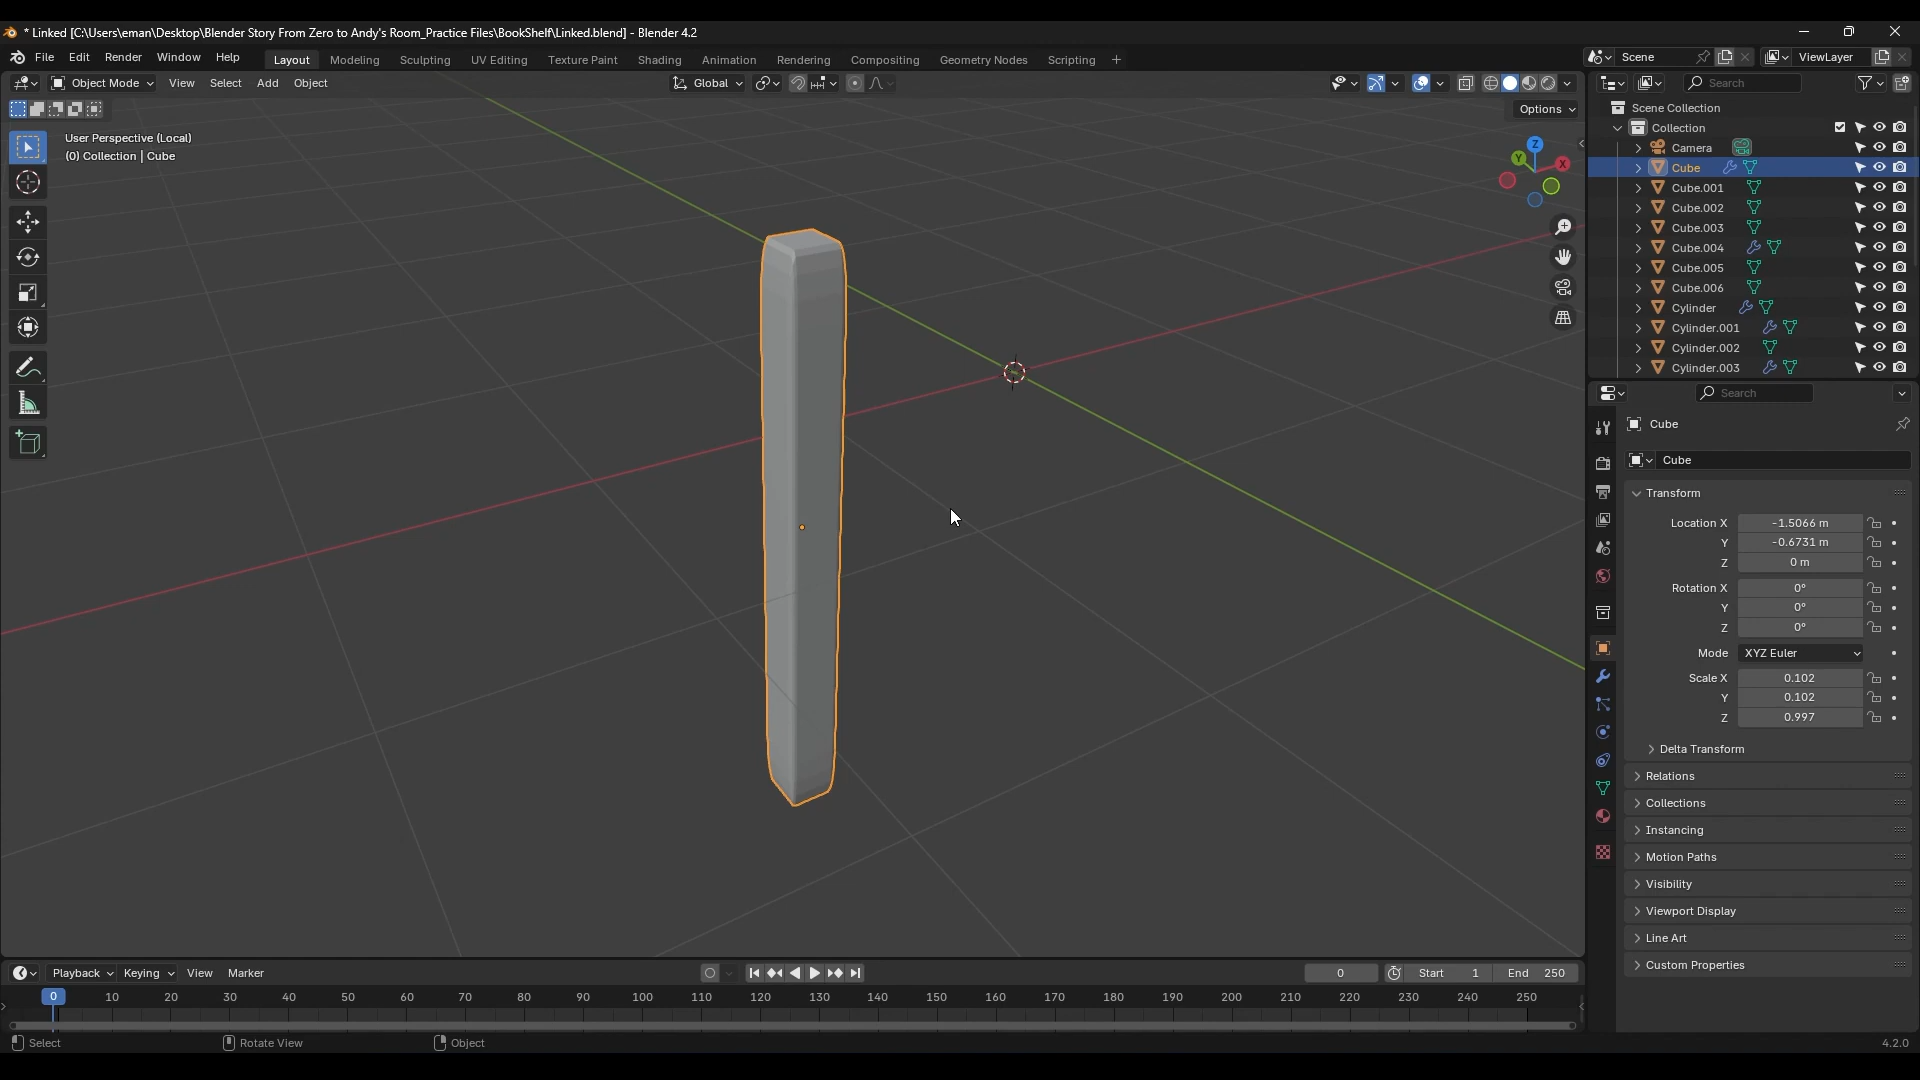 * Linked [C:\Users\eman\Desktop\Blender Story From Zero to Andy's Room_Practice Files\BookShelf\Linked.blend] - Blender 4.2
File Edit Render Window Help
Layout Modeling Sculpting UV Editing Texture Paint Shading Animation Rendering Compositing Geometry Nodes Scripting +
Scene
ViewLayer
Object Mode View Select Add Object
Global
Search
Options
User Perspective (Local)
(0) Collection | Cube
Z
Y
X
Scene Collection
Collection
Camera
Cube
Cube.001
Cube.002
Cube.003
Cube.004
Cube.005
Cube.006
Cylinder
Cylinder.001
Cylinder.002
Cylinder.003
Search
Cube
Cube
Transform
Location X -1.5066 m
Y -0.6731 m
Z 0 m
Rotation X 0°
Y 0°
Z 0°
Mode XYZ Euler
Scale X 0.102
Y 0.102
Z 0.997
Delta Transform
Relations
Collections
Instancing
Motion Paths
Visibility
Viewport Display
Line Art
Custom Properties
Playback Keying View Marker
0 Start 1 End 250
0 10 20 30 40 50 60 70 80 90 100 110 120 130 140 150 160 170 180 190 200 210 220 230 240 250
Select Rotate View Object
4.2.0